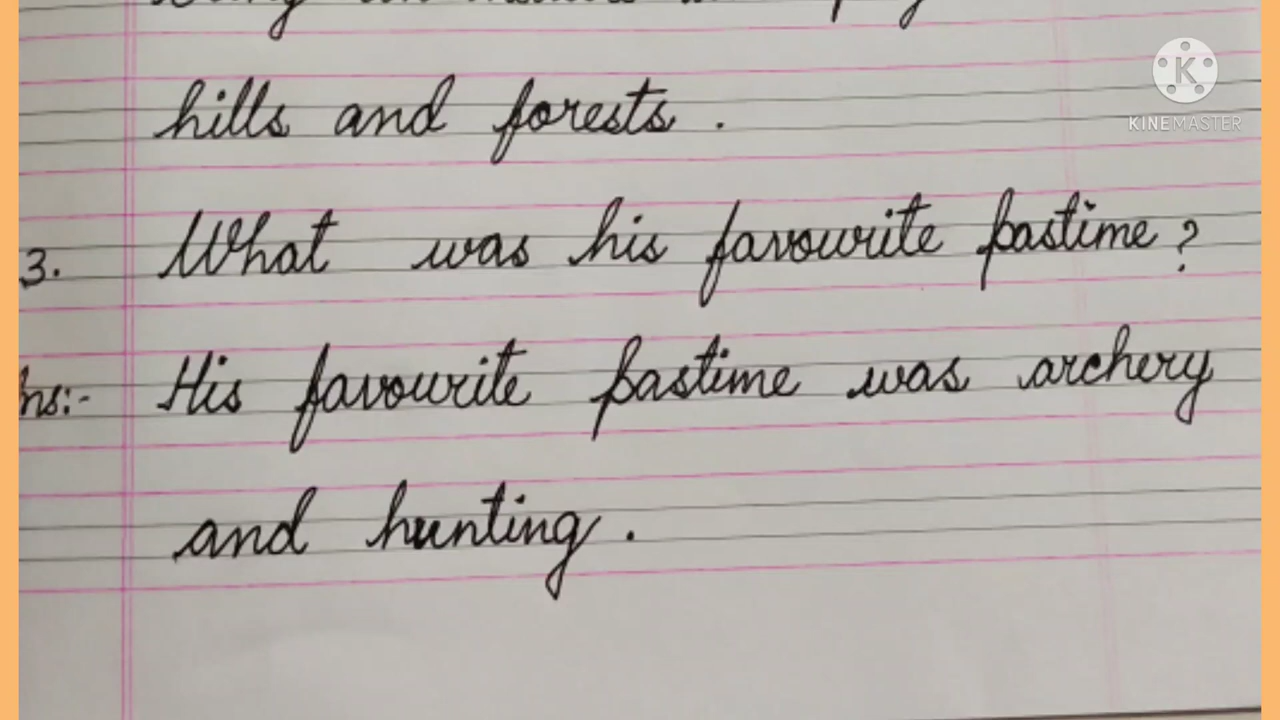 hills and forests.
3. What was his favourite pastime?
Ans:- His favourite pastime was archery
and hunting.
K
KINEMASTER